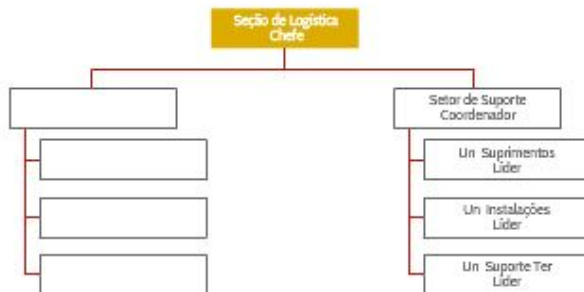 Seção de Logística
Chefe
Setor de Suporte
Coordenador
Un Suprimentos
Líder
Un Instalações
Líder
Un Suporte Ter
Líder